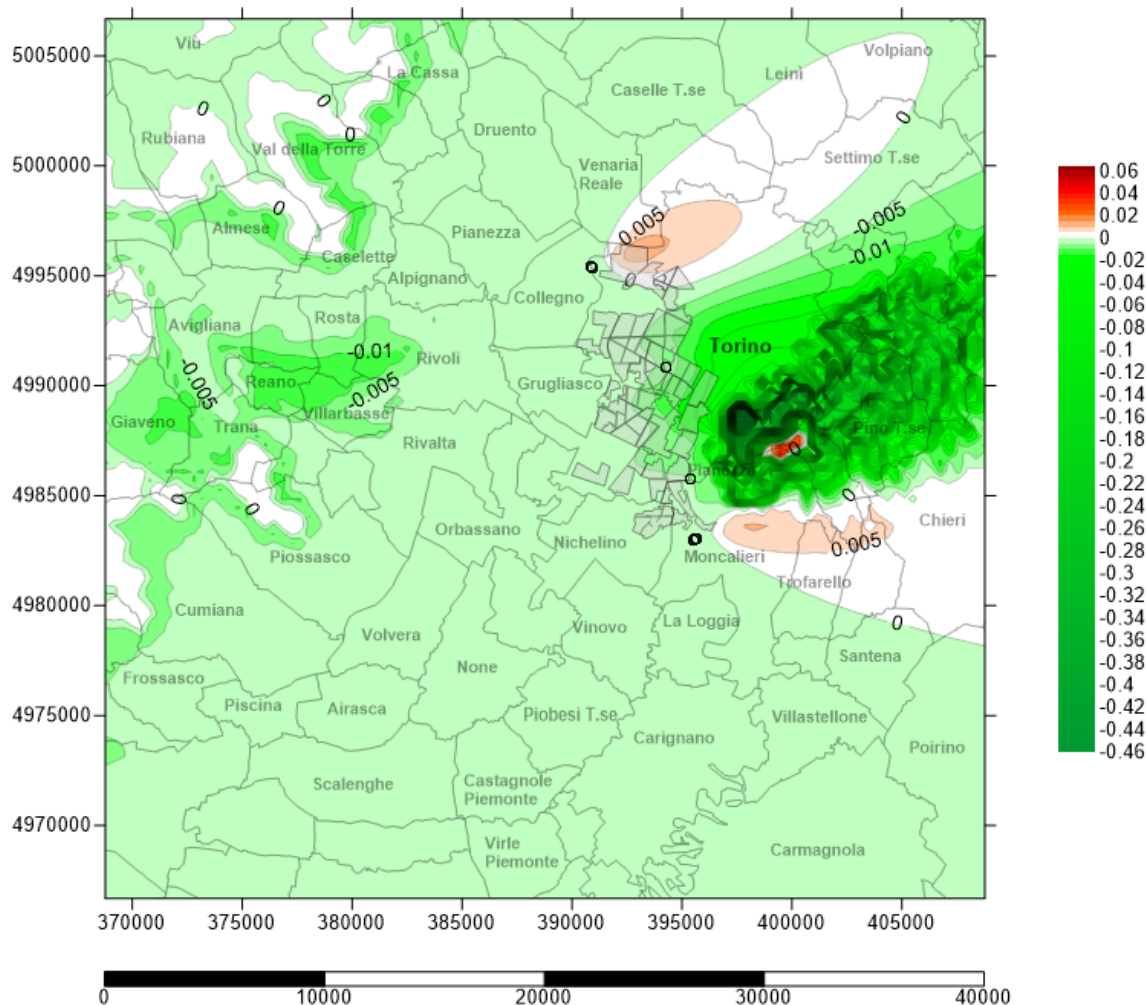 5005000
5000000
4995000
4990000
4985000
4980000
4975000
4970000
370000
375000
380000
385000
390000
395000
400000
405000
0
10000
20000
30000
40000
Viù
La Cassa
Volpiano
Leinì
Caselle T.se
0
0
0
0
Rubiana
Val della Torre
Druento
Venaria
Reale
Settimo T.se
0
0.005
-0.005
-0.01
Almese
Caselette
Pianezza
Alpignano
Collegno
0
Avigliana
Rosta
-0.01
Rivoli
Torino
-0.005
Reano
-0.005
Villarbasse
Grugliasco
Giaveno
Trana
Rivalta
Pino T.se
0
Pianezza
0
0
0
Piossasco
Orbassano
Nichelino
Moncalieri
0.005
Chieri
Trofarello
Cumiana
Volvera
Vinovo
La Loggia
0
Santena
Frossasco
Piscina
Airasca
None
Piobesi T.se
Carignano
Villastellone
Poirino
Scalenghe
Castagnole
Piemonte
Virle
Piemonte
Carmagnola
0.06
0.04
0.02
0.01
0
-0.02
-0.04
-0.06
-0.08
-0.1
-0.12
-0.14
-0.16
-0.18
-0.2
-0.22
-0.24
-0.26
-0.28
-0.3
-0.32
-0.34
-0.36
-0.38
-0.4
-0.42
-0.44
-0.46